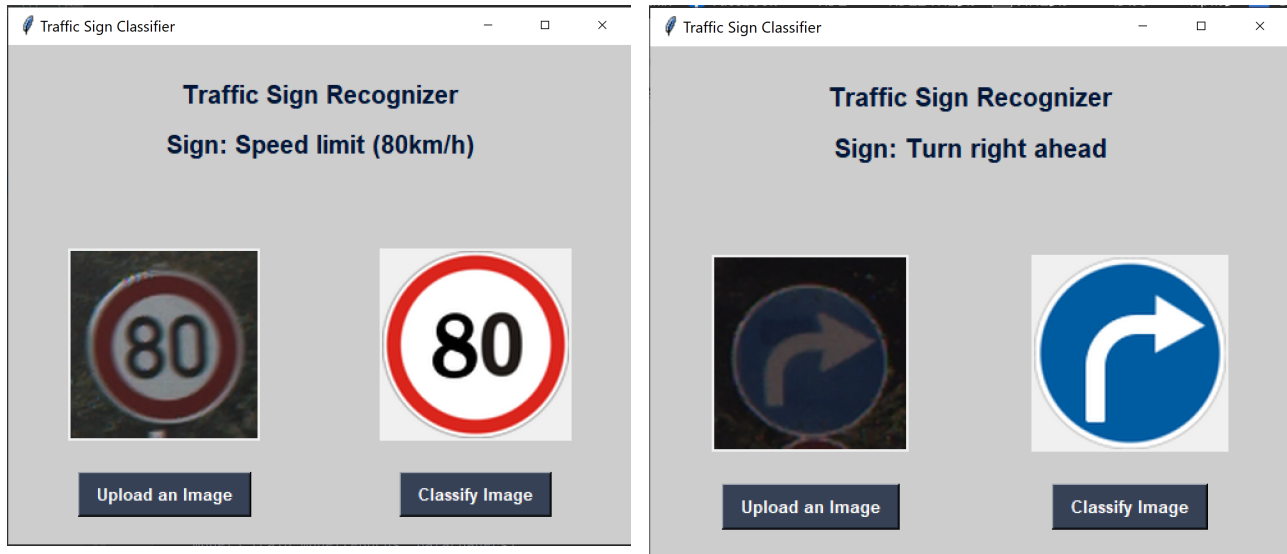 Traffic Sign Classifier
Traffic Sign Recognizer
Sign: Speed limit (80km/h)
80
80
Upload an Image
Classify Image
Traffic Sign Classifier
Traffic Sign Recognizer
Sign: Turn right ahead
Upload an Image
Classify Image